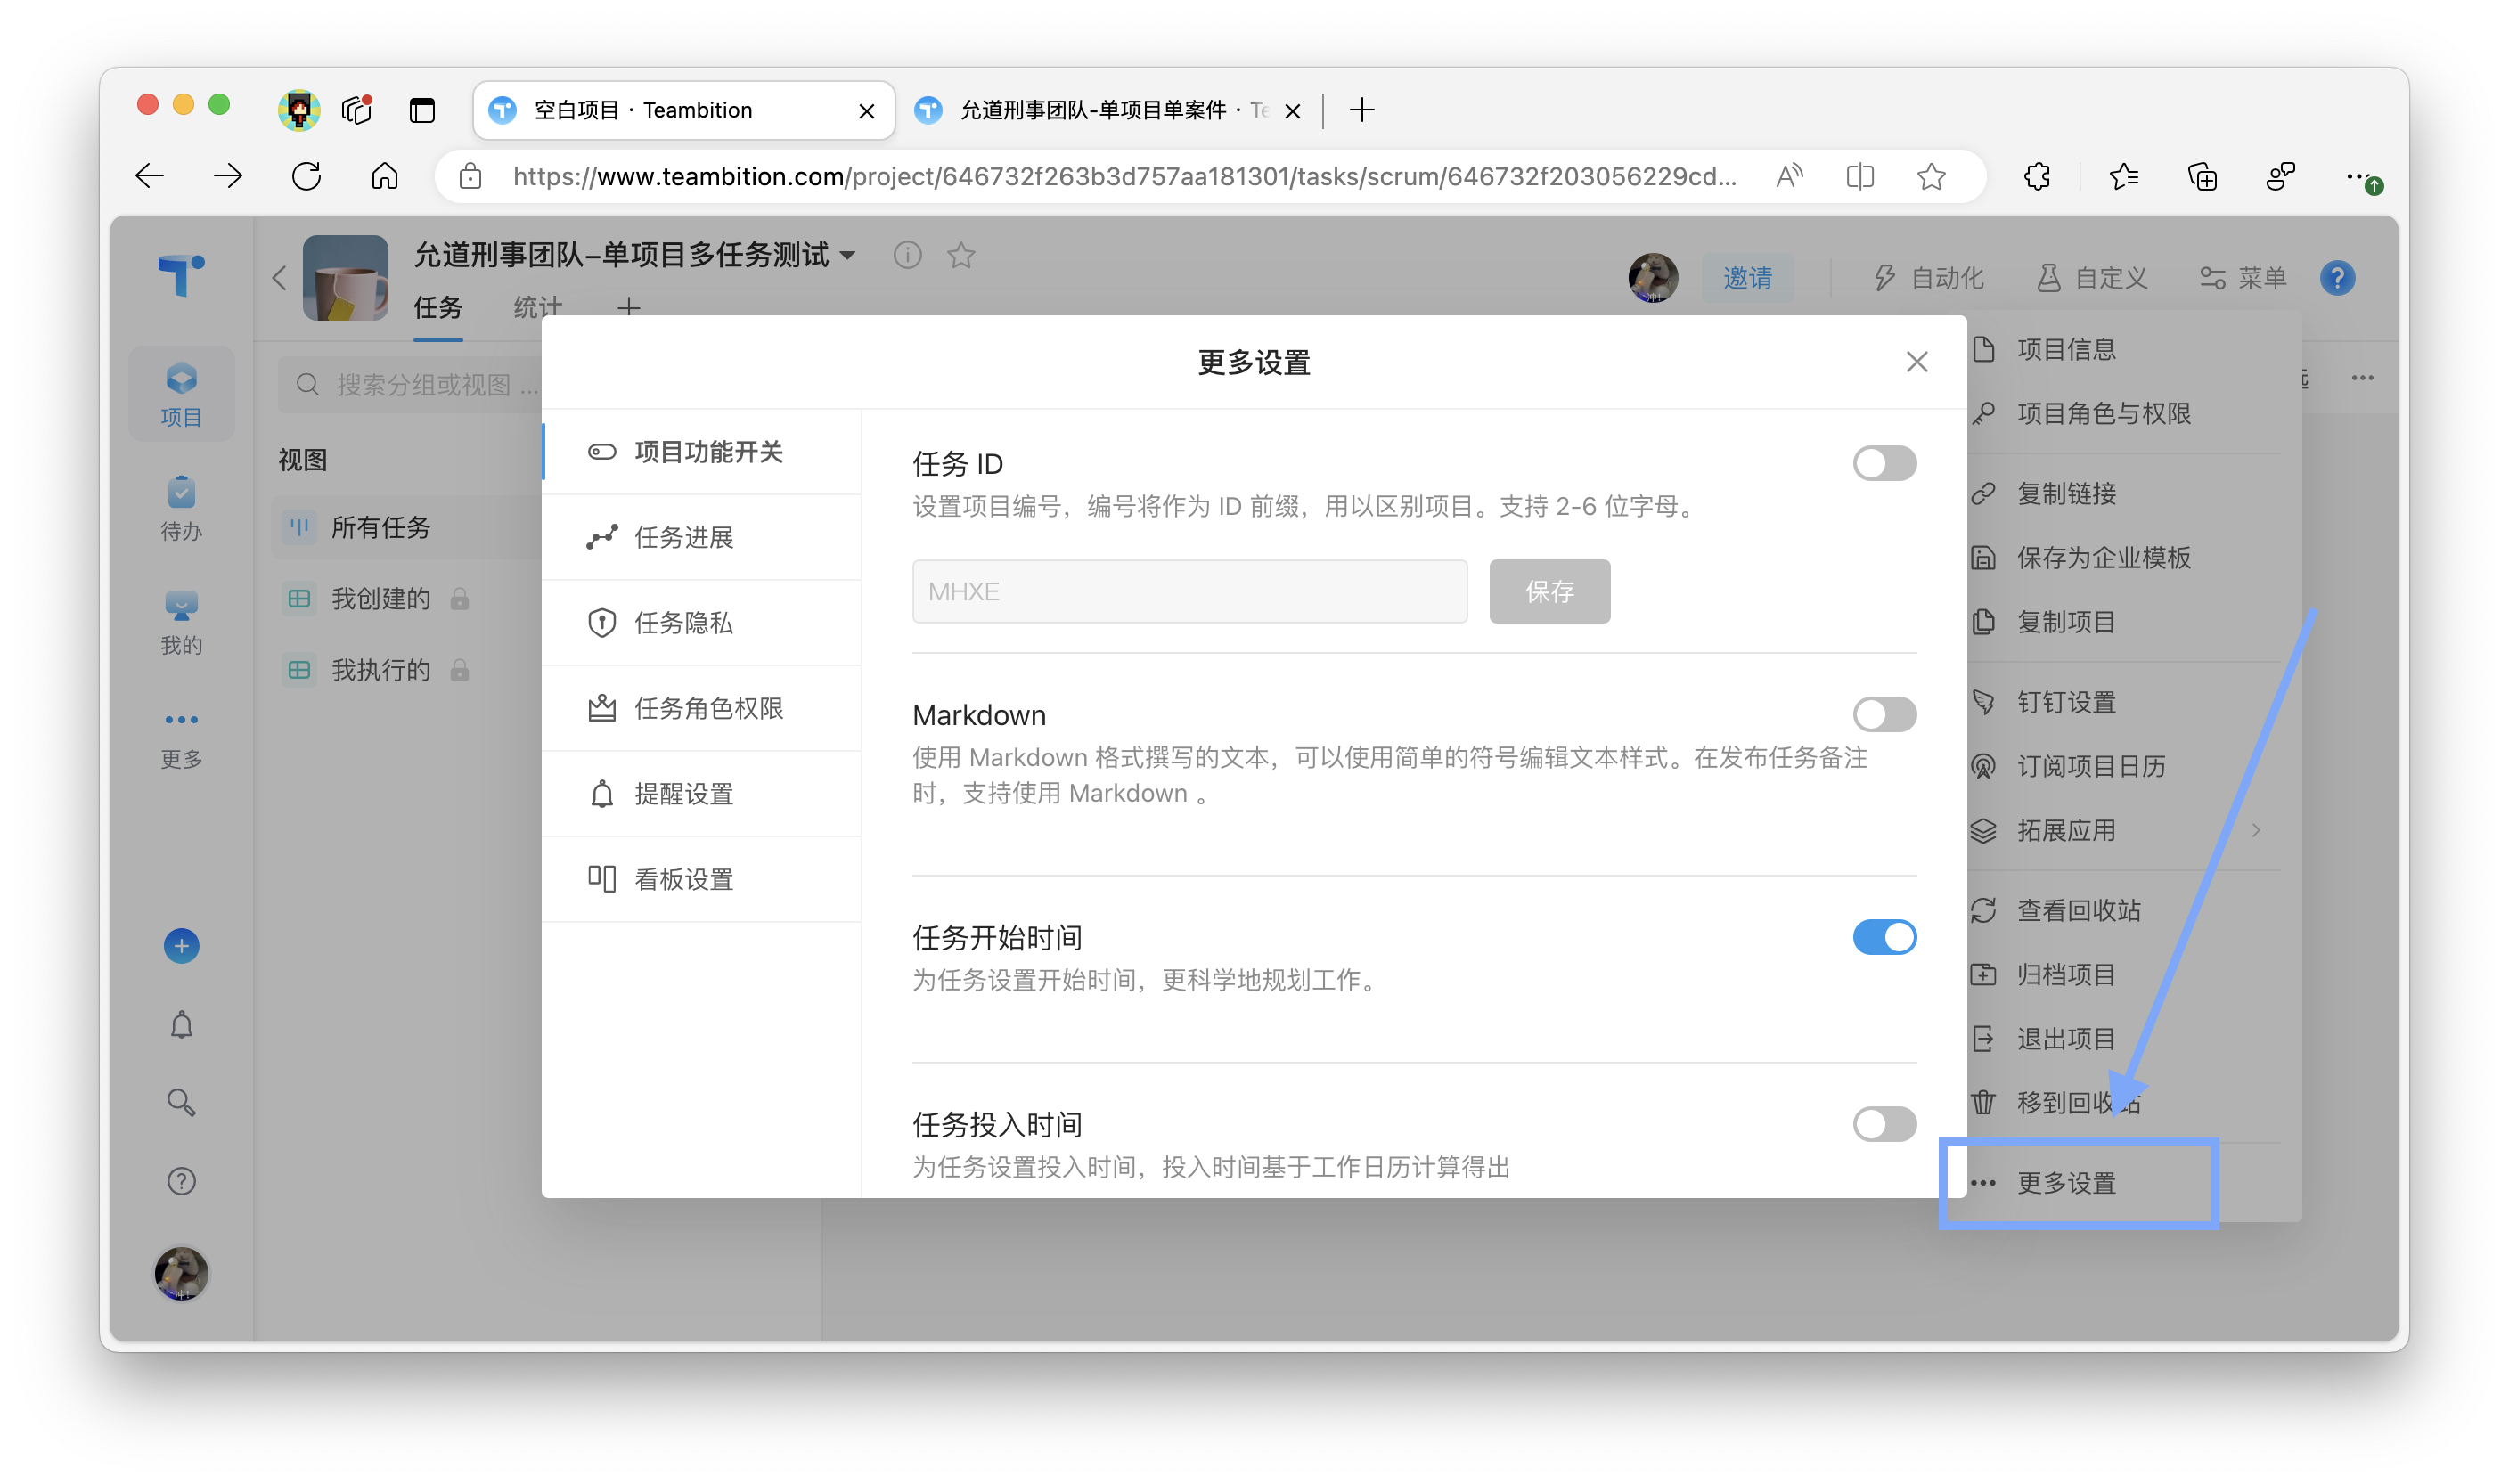 空白项目 · Teambition
允道刑事团队-单项目单案件 · Te
https://www.teambition.com/project/646732f263b3d757aa181301/tasks/scrum/646732f203056229cd...
允道刑事团队–单项目多任务测试
任务
统计
邀请
自动化
自定义
菜单
项目
待办
我的
更多
搜索分组或视图 ...
视图
所有任务
我创建的
我执行的
更多设置
项目功能开关
任务进展
任务隐私
任务角色权限
提醒设置
看板设置
任务 ID
设置项目编号，编号将作为 ID 前缀，用以区别项目。支持 2-6 位字母。
MHXE
保存
Markdown
使用 Markdown 格式撰写的文本，可以使用简单的符号编辑文本样式。在发布任务备注
时，支持使用 Markdown 。
任务开始时间
为任务设置开始时间，更科学地规划工作。
任务投入时间
为任务设置投入时间，投入时间基于工作日历计算得出
项目信息
项目角色与权限
复制链接
保存为企业模板
复制项目
钉钉设置
订阅项目日历
拓展应用
查看回收站
归档项目
退出项目
移到回收站
更多设置